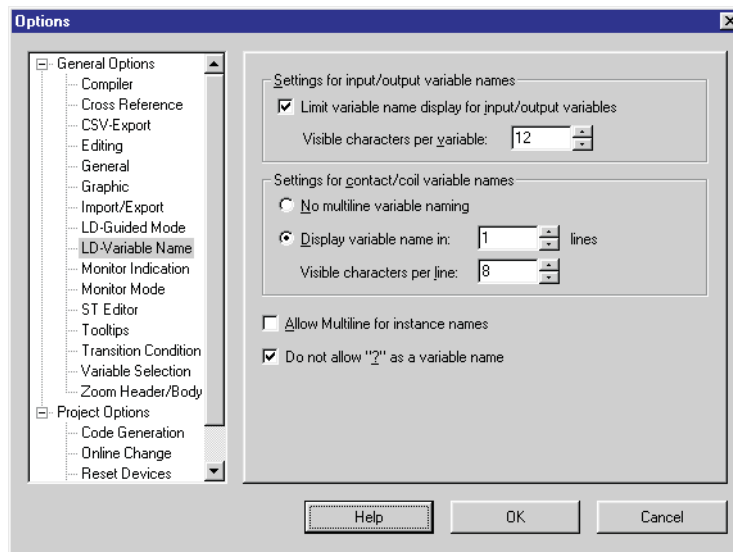 Options
General Options
Compiler
Cross Reference
CSV-Export
Editing
General
Graphic
Import/Export
LD-Guided Mode
LD-Variable Name
Monitor Indication
Monitor Mode
ST Editor
Tooltips
Transition Condition
Variable Selection
Zoom Header/Body
Project Options
Code Generation
Online Change
Reset Devices
Settings for input/output variable names
Limit variable name display for input/output variables
Visible characters per variable: 12
Settings for contact/coil variable names
No multiline variable naming
Display variable name in: 1 lines
Visible characters per line: 8
Allow Multiline for instance names
Do not allow "?" as a variable name
Help OK Cancel